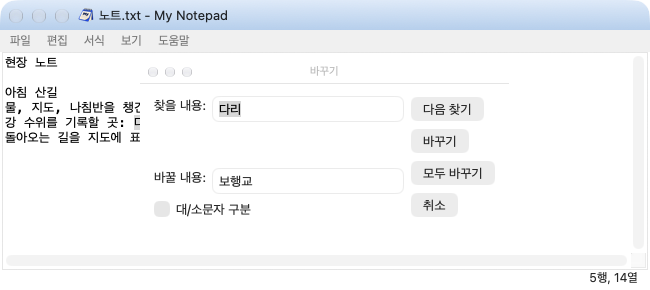 노트.txt - My Notepad
파일 편집 서식 보기 도움말
현장 노트
아침 산길
물, 지도, 나침반을
강 수위를 기록할 곳:
돌아오는 길을 지도에
바꾸기
찾을 내용: 다리
다음 찾기
바꾸기
모두 바꾸기
바꿀 내용: 보행교
취소
대/소문자 구분
5행, 14열